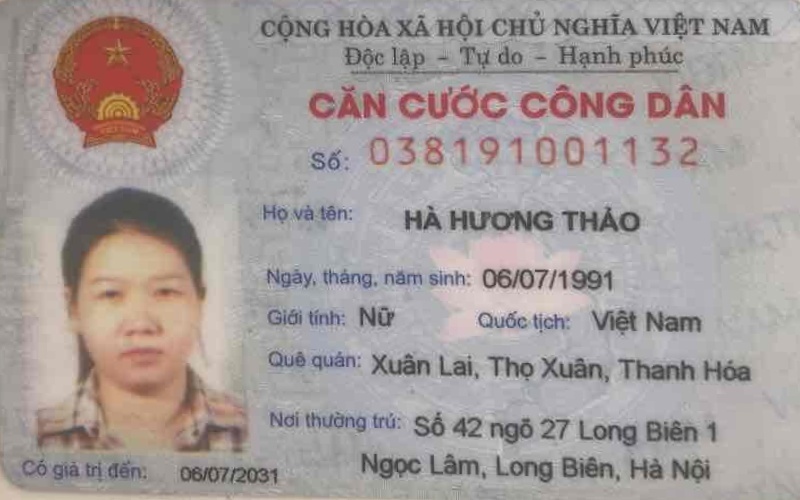 CỘNG HÒA XÃ HỘI CHỦ NGHĨA VIỆT NAM
Độc lập – Tự do – Hạnh phúc
CĂN CƯỚC CÔNG DÂN
Số: 038191001132
Họ và tên: HÀ HƯƠNG THẢO
Ngày, tháng, năm sinh: 06/07/1991
Giới tính: Nữ Quốc tịch: Việt Nam
Quê quán: Xuân Lai, Thọ Xuân, Thanh Hóa
Nơi thường trú: Số 42 ngõ 27 Long Biên 1
Ngọc Lâm, Long Biên, Hà Nội
Có giá trị đến: 06/07/2031